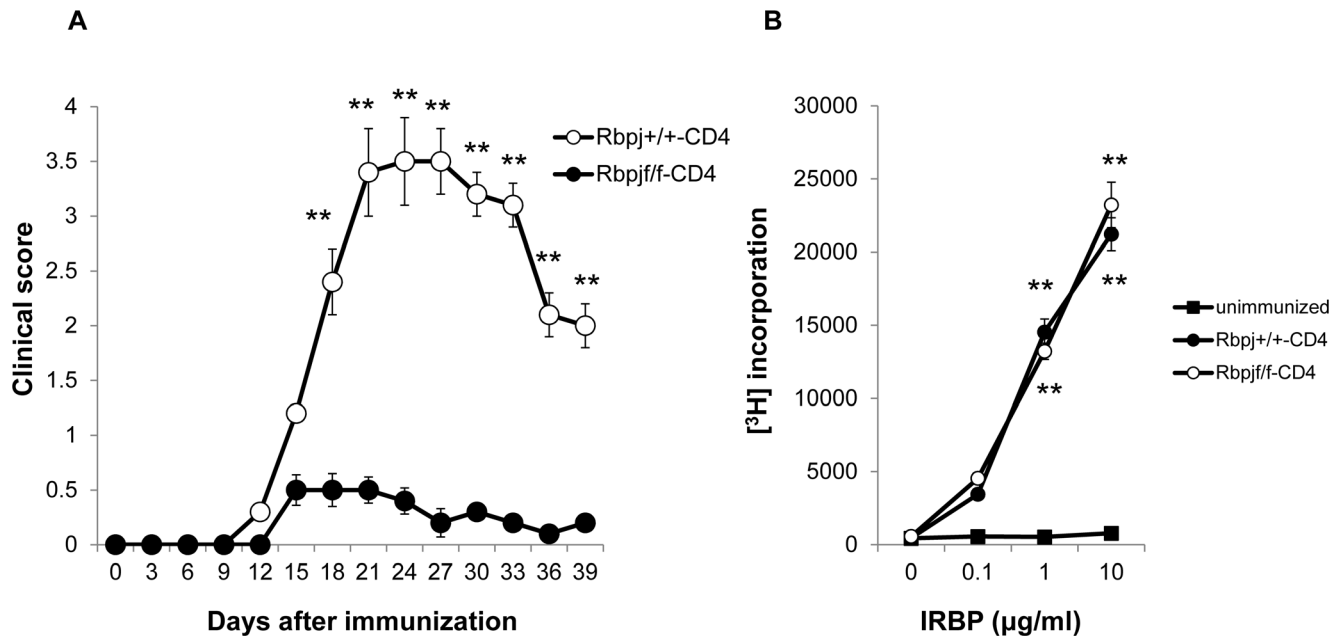 A
4
3.5
3
2.5
2
1.5
1
0.5
0
Clinical score
** ** ** ** ** ** ** **
Rbpj+/+-CD4
Rbpjf/f-CD4
0 3 6 9 12 15 18 21 24 27 30 33 36 39
Days after immunization
B
30000
25000
20000
15000
10000
5000
0
[³H] incorporation
**
**
**
**
unimmunized
Rbpj+/+-CD4
Rbpjf/f-CD4
0 0.1 1 10
IRBP (µg/ml)